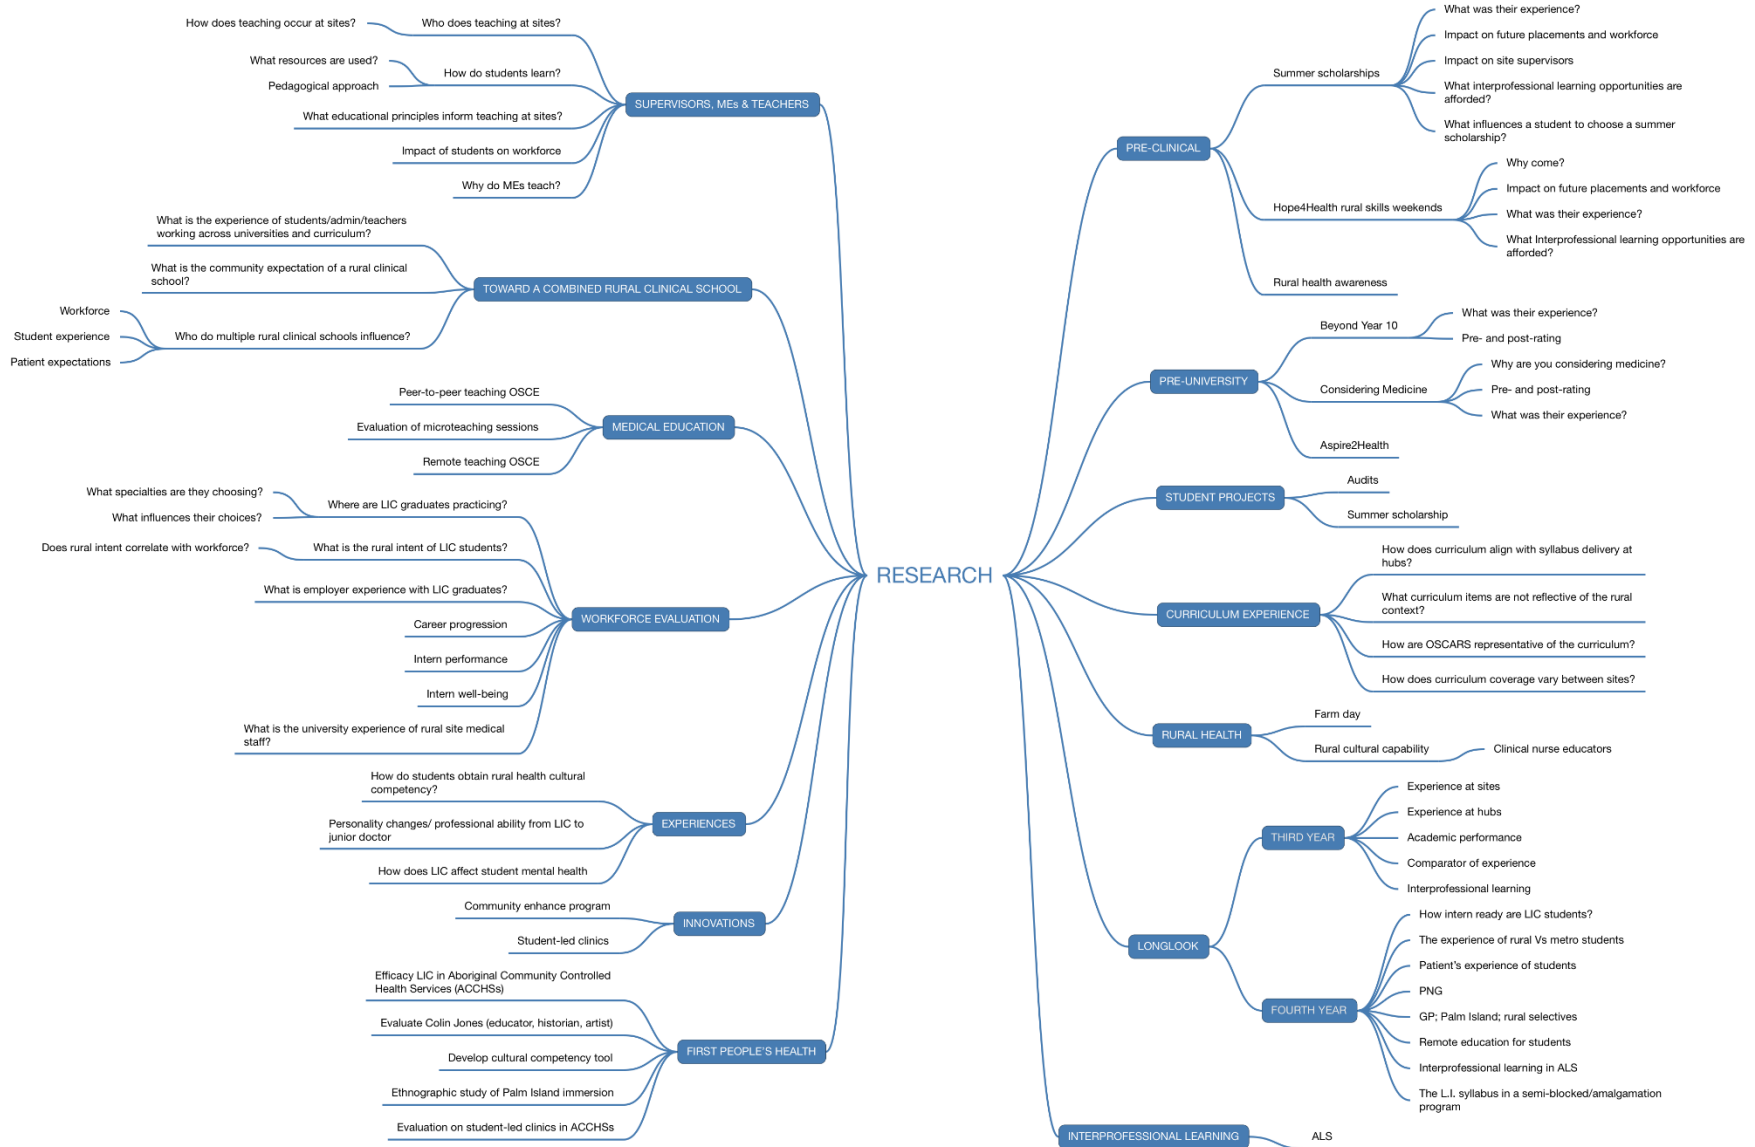 How does teaching occur at sites?
Who does teaching at sites?
What resources are used?
Pedagogical approach
How do students learn?
What educational principles inform teaching at sites?
Impact of students on workforce
Why do MEs teach?
SUPERVISORS, MEs & TEACHERS
What is the experience of students/admin/teachers
working across universities and curriculum?
What is the community expectation of a rural clinical
school?
Workforce
Student experience
Patient expectations
Who do multiple rural clinical schools influence?
TOWARD A COMBINED RURAL CLINICAL SCHOOL
Peer-to-peer teaching OSCE
Evaluation of microteaching sessions
Remote teaching OSCE
MEDICAL EDUCATION
What specialties are they choosing?
What influences their choices?
Where are LIC graduates practicing?
Does rural intent correlate with workforce?
What is the rural intent of LIC students?
What is employer experience with LIC graduates?
Career progression
Intern performance
Intern well-being
What is the university experience of rural site medical
staff?
WORKFORCE EVALUATION
How do students obtain rural health cultural
competency?
Personality changes/ professional ability from LIC to
junior doctor
How does LIC affect student mental health
EXPERIENCES
Community enhance program
Student-led clinics
INNOVATIONS
Efficacy LIC in Aboriginal Community Controlled
Health Services (ACCHSs)
Evaluate Colin Jones (educator, historian, artist)
Develop cultural competency tool
Ethnographic study of Palm Island immersion
Evaluation on student-led clinics in ACCHSs
FIRST PEOPLE'S HEALTH
RESEARCH
PRE-CLINICAL
Summer scholarships
What was their experience?
Impact on future placements and workforce
Impact on site supervisors
What interprofessional learning opportunities are
afforded?
What influences a student to choose a summer
scholarship?
Hope4Health rural skills weekends
Why come?
Impact on future placements and workforce
What was their experience?
What Interprofessional learning opportunities are
afforded?
Rural health awareness
PRE-UNIVERSITY
Beyond Year 10
What was their experience?
Pre- and post-rating
Considering Medicine
Why are you considering medicine?
Pre- and post-rating
What was their experience?
Aspire2Health
STUDENT PROJECTS
Audits
Summer scholarship
CURRICULUM EXPERIENCE
How does curriculum align with syllabus delivery at
hubs?
What curriculum items are not reflective of the rural
context?
How are OSCARS representative of the curriculum?
How does curriculum coverage vary between sites?
RURAL HEALTH
Farm day
Rural cultural capability
Clinical nurse educators
LONGLOOK
THIRD YEAR
Experience at sites
Experience at hubs
Academic performance
Comparator of experience
Interprofessional learning
FOURTH YEAR
How intern ready are LIC students?
The experience of rural Vs metro students
Patient's experience of students
PNG
GP; Palm Island; rural selectives
Remote education for students
Interprofessional learning in ALS
The L.I. syllabus in a semi-blocked/amalgamation
program
INTERPROFESSIONAL LEARNING
ALS